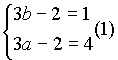 3b − 2 = 1
3a − 2 = 4
(1)